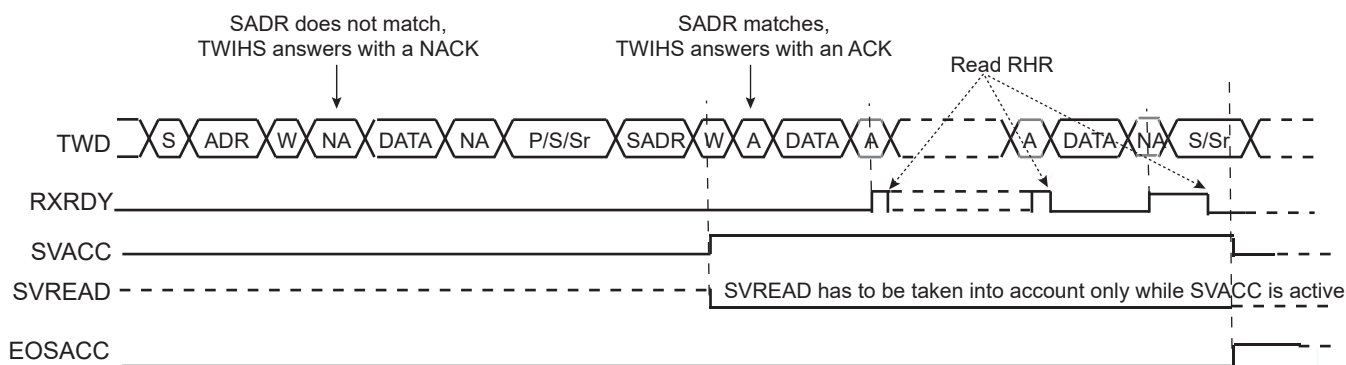 SADR does not match,
TWIHS answers with a NACK
SADR matches,
TWIHS answers with an ACK
Read RHR
TWD S ADR W NA DATA NA P/S/Sr SADR W A DATA A A DATA NA S/Sr
RXRDY
SVACC
SVREAD SVREAD has to be taken into account only while SVACC is active
EOSACC